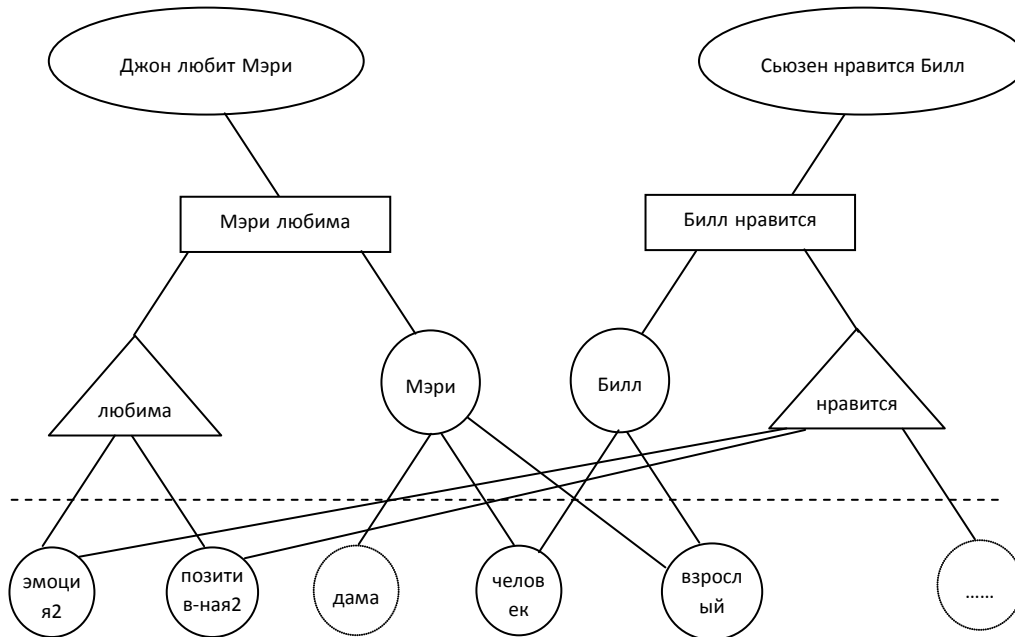 Джон любит Мэри
Сьюзен нравится Билл
Мэри любима
Билл нравится
любима
Мэри
Билл
нравится
эмоци
я2
позити
в-ная2
дама
челов
ек
взросл
ый
……